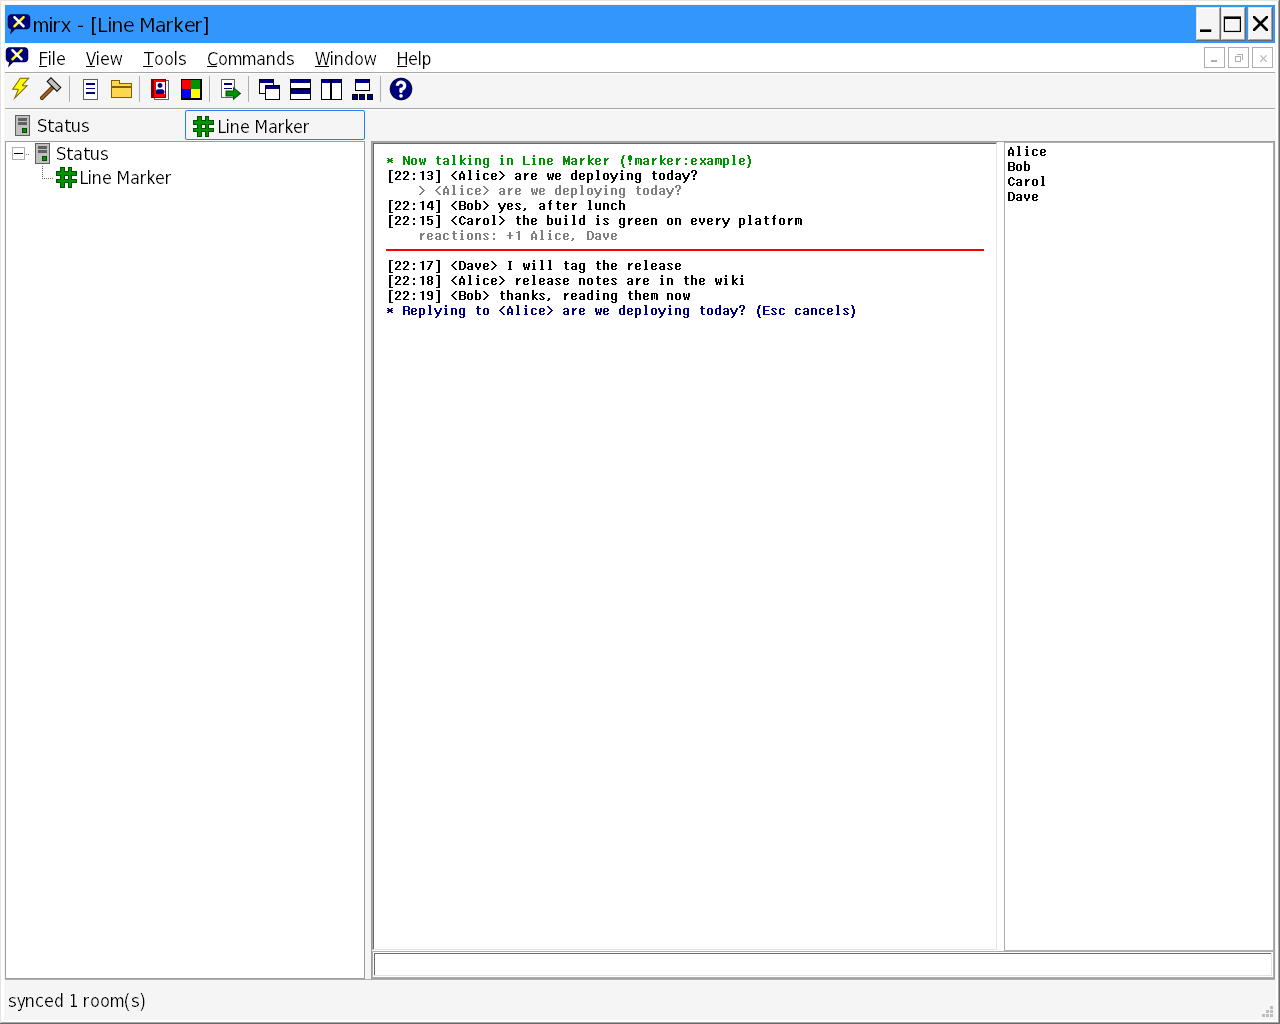 mirx - [Line Marker]
File View Tools Commands Window Help
Status
Line Marker
Status
Line Marker
* Now talking in Line Marker (!marker:example)
[22:13] <Alice> are we deploying today?
> <Alice> are we deploying today?
[22:14] <Bob> yes, after lunch
[22:15] <Carol> the build is green on every platform
reactions: +1 Alice, Dave
[22:17] <Dave> I will tag the release
[22:18] <Alice> release notes are in the wiki
[22:19] <Bob> thanks, reading them now
* Replying to <Alice> are we deploying today? (Esc cancels)
Alice
Bob
Carol
Dave
synced 1 room(s)